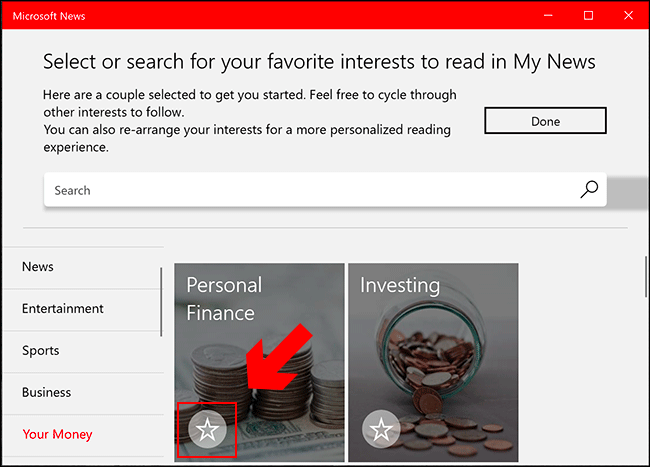 Microsoft News
Select or search for your favorite interests to read in My News
Here are a couple selected to get you started. Feel free to cycle through
other interests to follow.
You can also re-arrange your interests for a more personalized reading
experience.
Done
Search
News
Entertainment
Sports
Business
Your Money
Personal
Finance
Investing